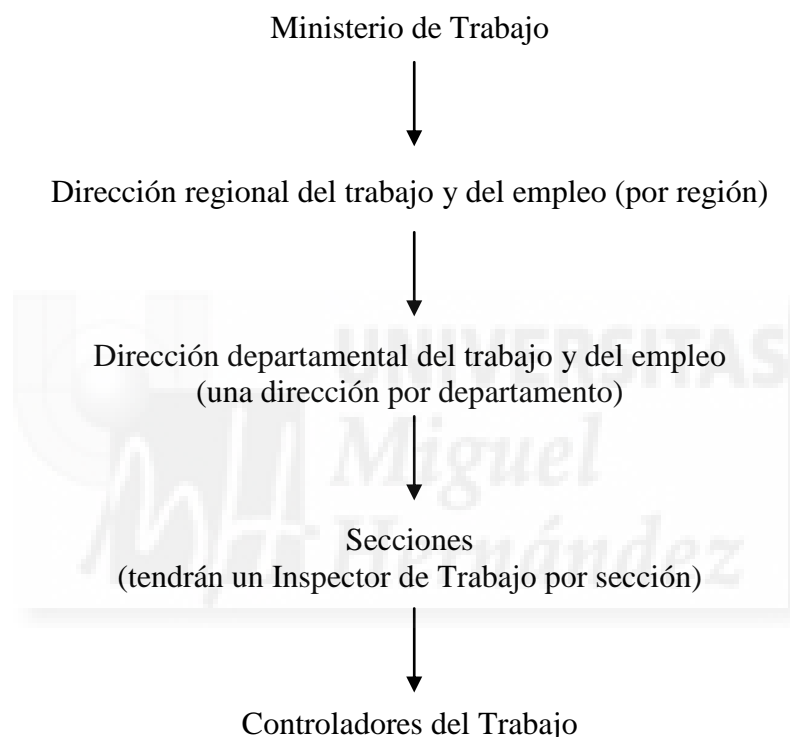 Ministerio de Trabajo
Dirección regional del trabajo y del empleo (por región)
Dirección departamental del trabajo y del empleo
(una dirección por departamento)
Secciones
(tendrán un Inspector de Trabajo por sección)
Controladores del Trabajo
UNIVERSITAS
Miguel
Hernández